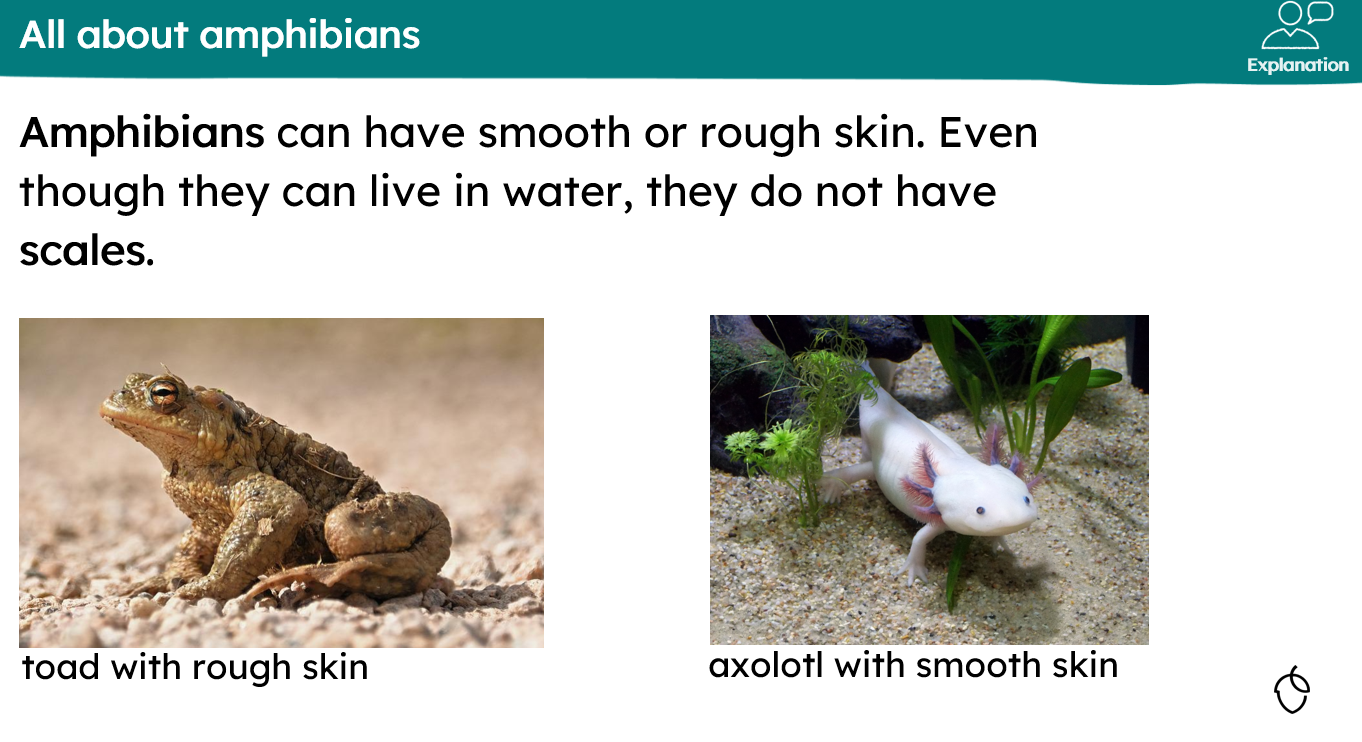 All about amphibians
Explanation
Amphibians can have smooth or rough skin. Even
though they can live in water, they do not have
scales.
toad with rough skin
axolotl with smooth skin